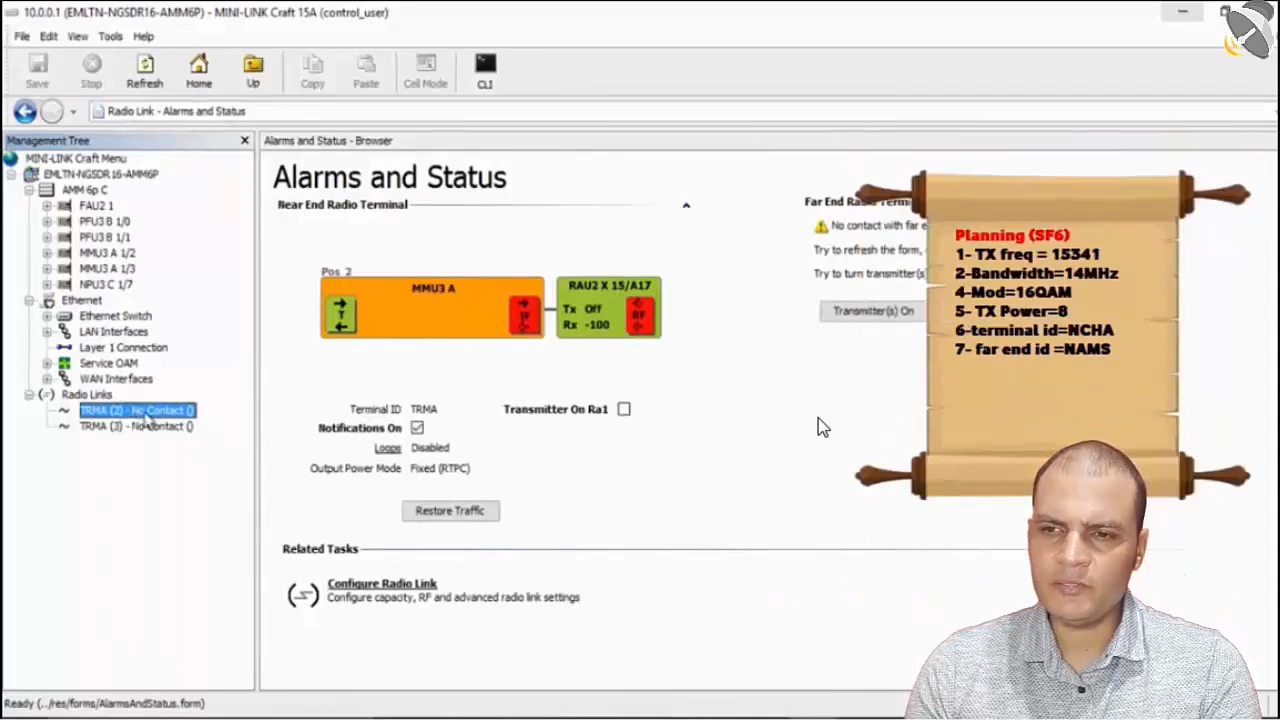 10.0.0.1 (EMLTN-NGSDR16-AMM6P) - MINI-LINK Craft 15A (control_user)
File Edit View Tools Help
Save Stop Refresh Home Up Copy Paste Cell Mode CLI
Radio Link - Alarms and Status
Management Tree
MINI-LINK Craft Menu
EMLTN-NGSDR16-AMM6P
AMM 6p C
FAU2 1
PFU3 B 1/0
PFU3 B 1/1
MMU3 A 1/2
MMU3 A 1/3
NPU3 C 1/7
Ethernet
Ethernet Switch
LAN Interfaces
Layer 1 Connection
Service OAM
WAN Interfaces
Radio Links
TRMA (2) - No Contact ()
TRMA (3) - No Contact ()
Alarms and Status - Browser
Alarms and Status
Near End Radio Terminal
Pos 2
MMU3 A
T
IF
RAU2 X 15/A17
Tx Off
Rx -100
RF
Terminal ID TRMA
Transmitter On Ra1
Notifications On
Loops Disabled
Output Power Mode Fixed (RTPC)
Restore Traffic
Related Tasks
Configure Radio Link
Configure capacity, RF and advanced radio link settings
Far End
No contact with far e
Try to refresh the form,
Try to turn transmitter(s)
Transmitter(s) On
Planning (SF6)
1- TX freq = 15341
2-Bandwidth=14MHz
4-Mod=16QAM
5- TX Power=8
6-terminal id=NCHA
7- far end id =NAMS
Ready (../res/forms/AlarmsAndStatus.form)